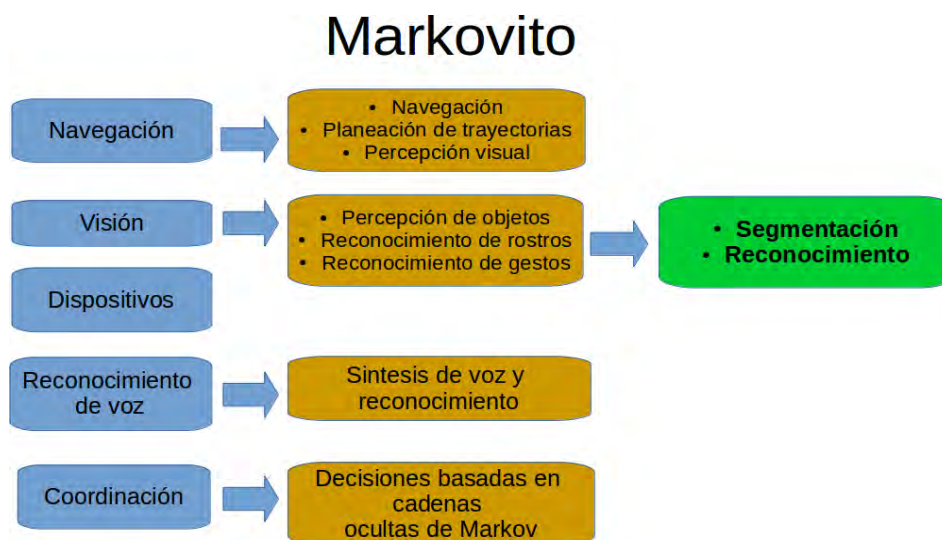 Markovito
Navegación
• Navegación
• Planeación de trayectorias
• Percepción visual
Visión
• Percepción de objetos
• Reconocimiento de rostros
• Reconocimiento de gestos
• Segmentación
• Reconocimiento
Dispositivos
Reconocimiento
de voz
Sintesis de voz y
reconocimiento
Coordinación
Decisiones basadas en
cadenas
ocultas de Markov